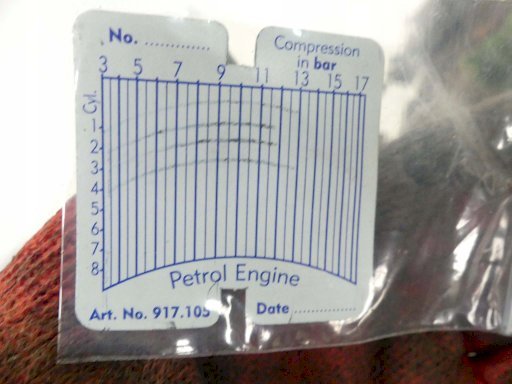 No. ..................
Compression
in bar
3 5 7 9 11 13 15 17
Cyl.
1
2
3
4
5
6
7
8
Petrol Engine
Art. No. 917.105
Date ..................